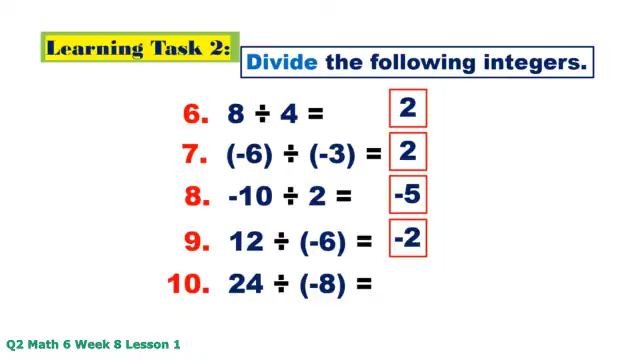 Learning Task 2:
Divide the following integers.
6. 8 ÷ 4 = 2
7. (-6) ÷ (-3) = 2
8. -10 ÷ 2 = -5
9. 12 ÷ (-6) = -2
10. 24 ÷ (-8) =
Q2 Math 6 Week 8 Lesson 1